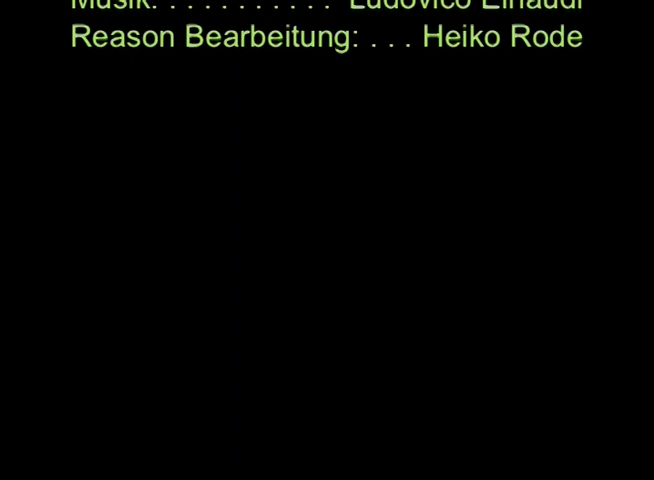 Musik: . . . . . . . . . . Ludovico Einaudi
Reason Bearbeitung: . . . Heiko Rode